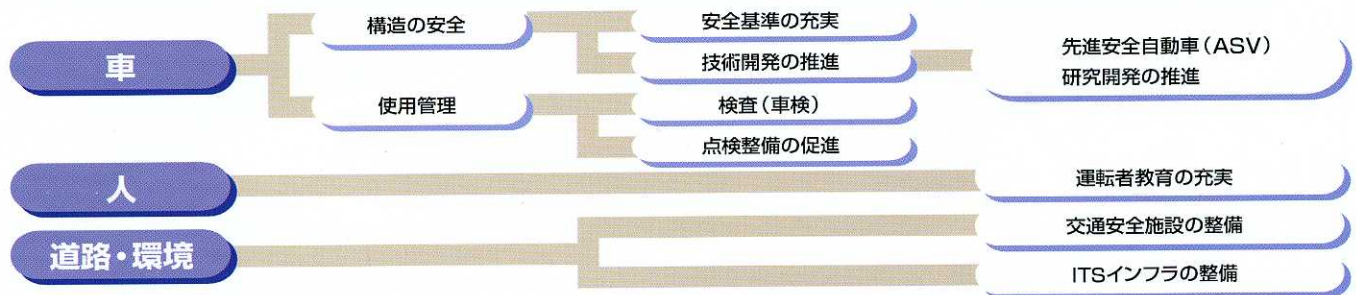 車
構造の安全
安全基準の充実
技術開発の推進
先進安全自動車(ASV)
研究開発の推進
使用管理
検査(車検)
点検整備の促進
人
運転者教育の充実
道路・環境
交通安全施設の整備
ITSインフラの整備